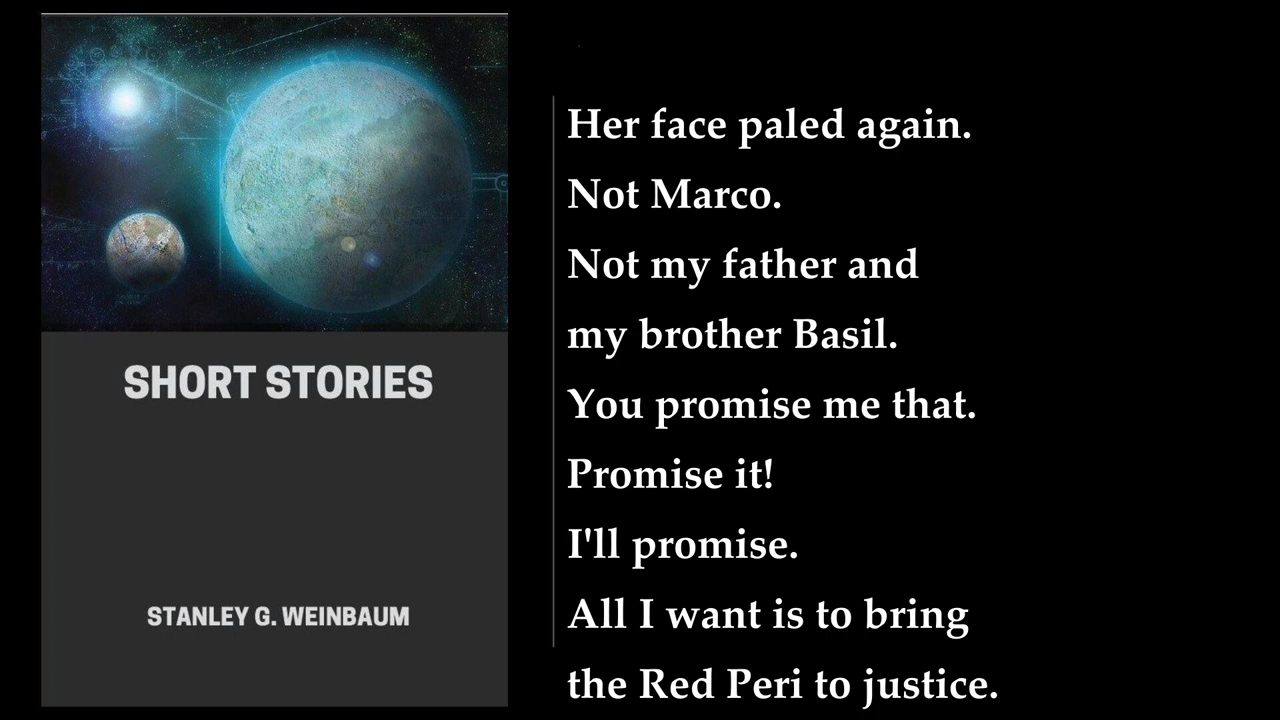 SHORT STORIES
STANLEY G. WEINBAUM
Her face paled again.
Not Marco.
Not my father and
my brother Basil.
You promise me that.
Promise it!
I'll promise.
All I want is to bring
the Red Peri to justice.